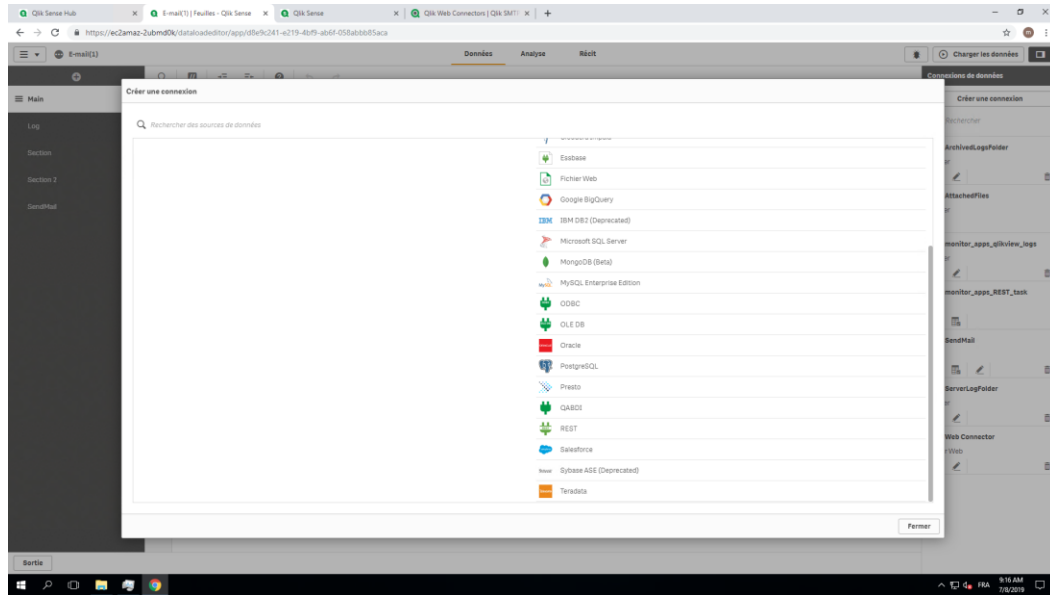 Qlik Sense Hub
E-mail(1) | Feuilles - Qlik Sense
Qlik Sense
Qlik Web Connectors | Qlik SMT
https://ec2amaz-2ubmd0k/dataloadeditor/app/d8e9c241-e219-4bf9-ab6f-058abbb85aca
E-mail(1)
Données
Analyse
Récit
Charger les données
Connexions de données
Main
Log
Section
Section 2
SendMail
Créer une connexion
Rechercher des sources de données
Essbase
Fichier Web
Google BigQuery
IBM IBM DB2 (Deprecated)
Microsoft SQL Server
MongoDB (Beta)
MySQL Enterprise Edition
ODBC
OLE DB
Oracle
PostgreSQL
Presto
QABDI
REST
Salesforce
Sybase ASE (Deprecated)
Teradata
Fermer
Créer une connexion
Rechercher
ArchivedLogsFolder
AttachedFiles
monitor_apps_qlikview_logs
monitor_apps_REST_task
SendMail
ServerLogFolder
Web Connector
Web
Sortie
FRA
9:16 AM
7/8/2019